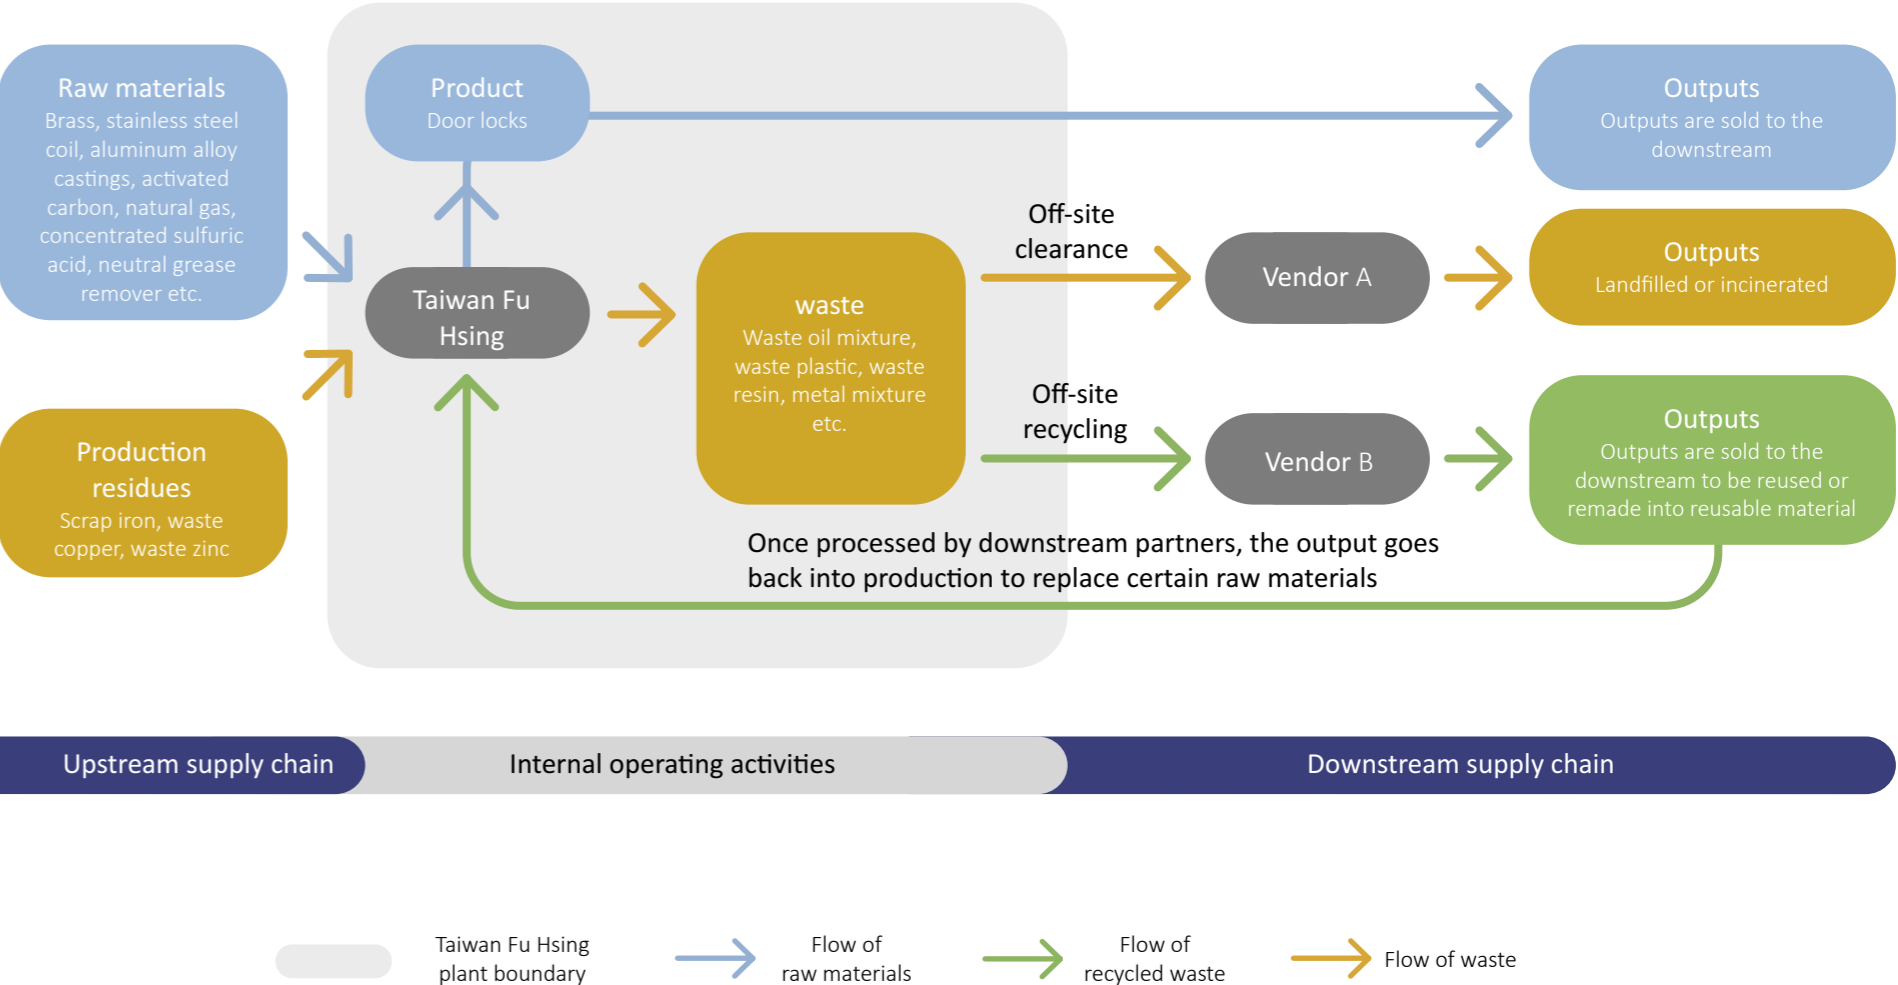 Raw materials
Brass, stainless steel
coil, aluminum alloy
castings, activated
carbon, natural gas,
concentrated sulfuric
acid, neutral grease
remover etc.
Production
residues
Scrap iron, waste
copper, waste zinc
Product
Door locks
Taiwan Fu
Hsing
waste
Waste oil mixture,
waste plastic, waste
resin, metal mixture
etc.
Off-site
clearance
Off-site
recycling
Vendor A
Vendor B
Outputs
Outputs are sold to the
downstream
Outputs
Landfilled or incinerated
Outputs
Outputs are sold to the
downstream to be reused or
remade into reusable material
Once processed by downstream partners, the output goes
back into production to replace certain raw materials
Upstream supply chain
Internal operating activities
Downstream supply chain
Taiwan Fu Hsing
plant boundary
Flow of
raw materials
Flow of
recycled waste
Flow of waste